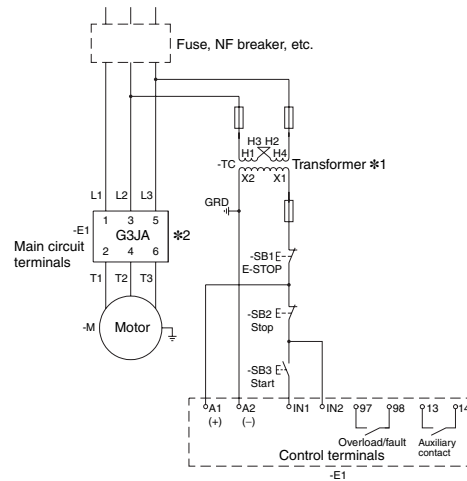 Fuse, NF breaker, etc.
H3 H2
H1 H4
-TC
Transformer ✻1
X2 X1
L1 L2 L3
GRD
1 3 5
-E1
G3JA
✻2
Main circuit
terminals
2 4 6
-SB1
E-STOP
T1 T2 T3
-M
Motor
-SB2
Stop
-SB3
Start
A1 A2 IN1 IN2 97 98 13 14
(+) (−)
Overload/fault
Auxiliary
contact
Control terminals
-E1